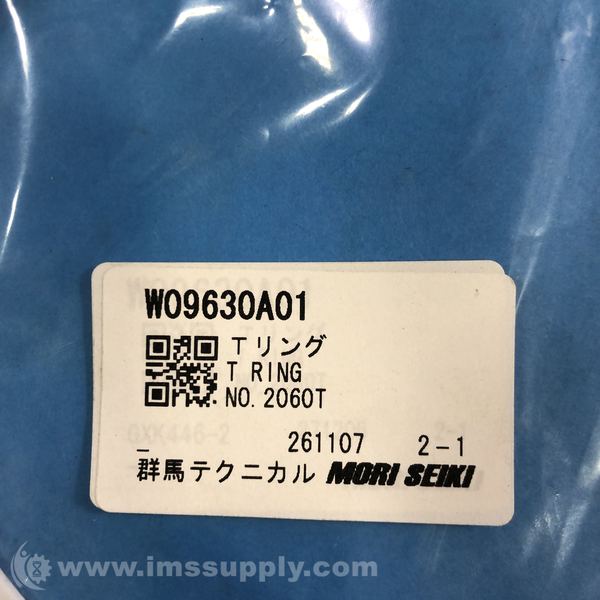 W09630A01
Tリング
T RING
NO. 2060T
_ 261107 2-1
群馬テクニカル MORI SEIKI
www.imssupply.com